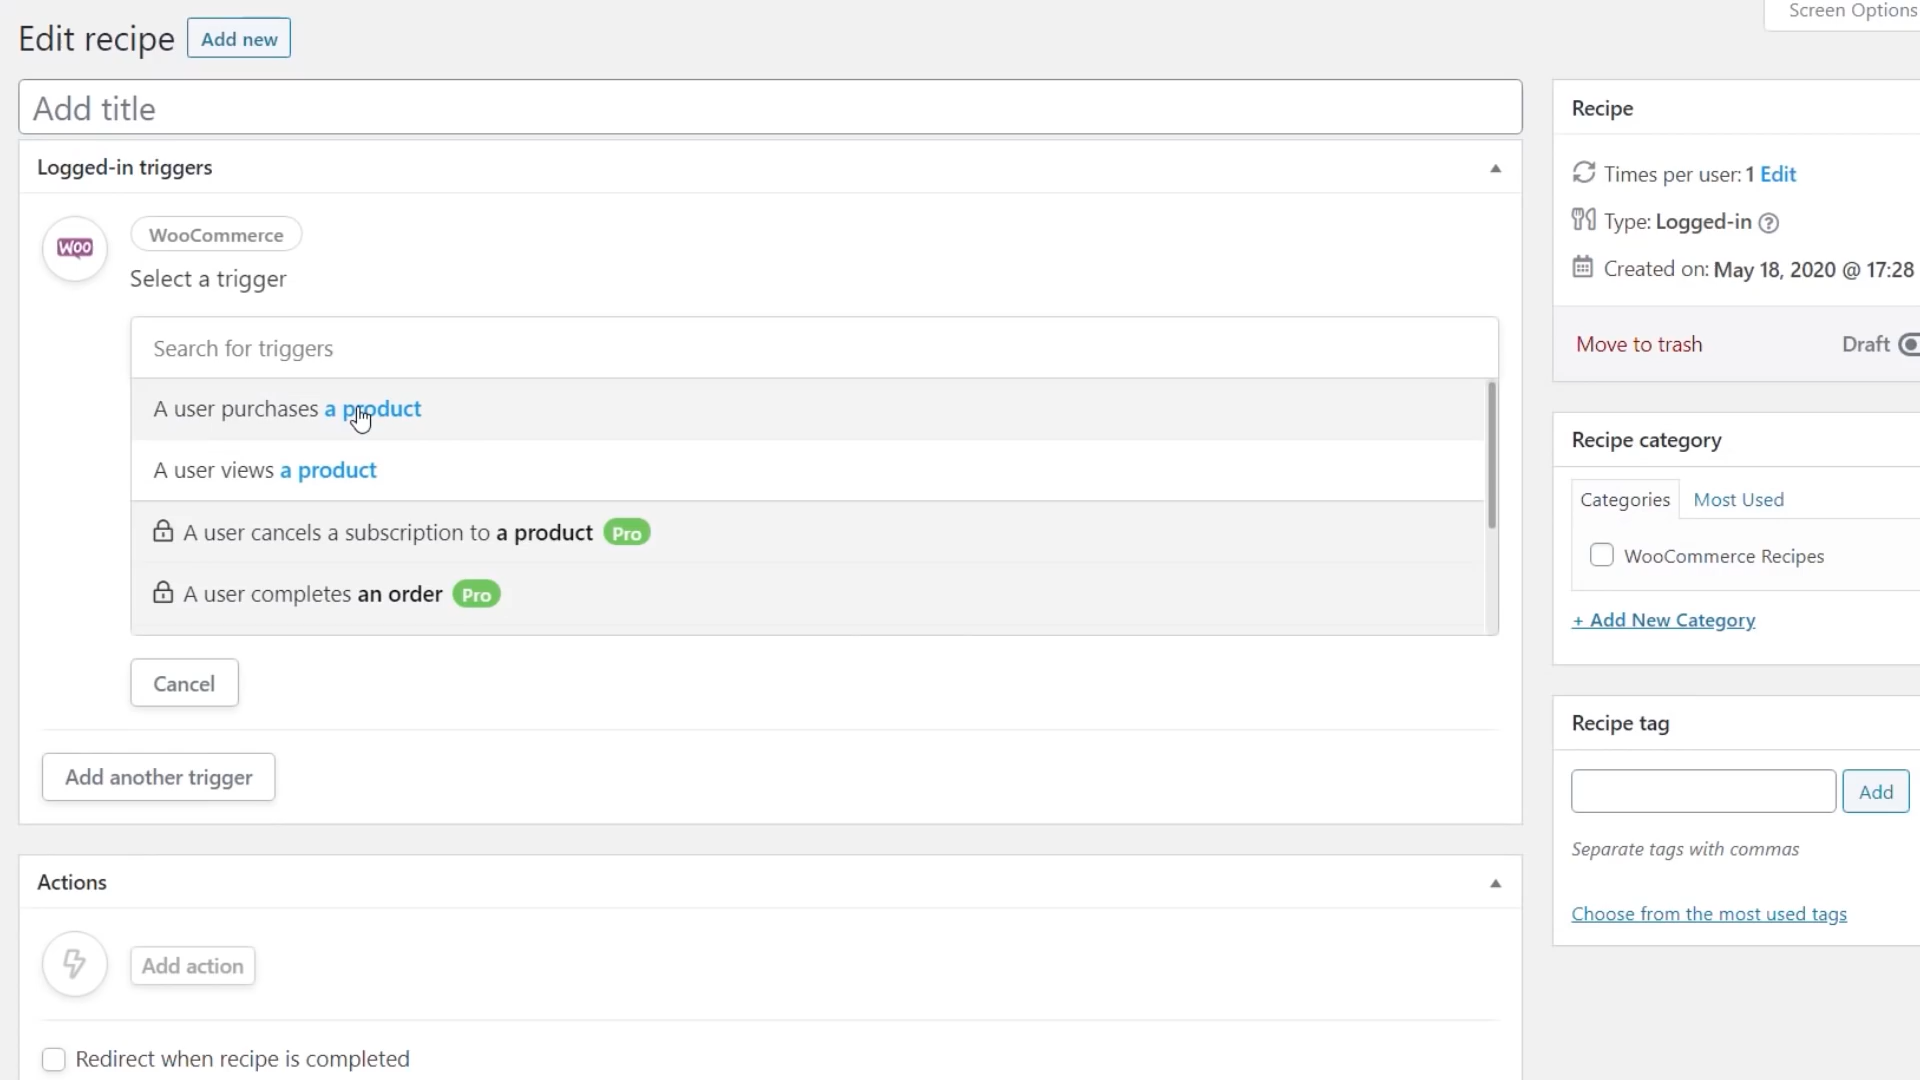 Screen Options
Edit recipe Add new
Add title
Logged-in triggers
WOO
WooCommerce
Select a trigger
Search for triggers
A user purchases a product
A user views a product
A user cancels a subscription to a product Pro
A user completes an order Pro
Cancel
Add another trigger
Actions
Add action
Redirect when recipe is completed
Recipe
Times per user: 1 Edit
Type: Logged-in ?
Created on: May 18, 2020 @ 17:28
Move to trash Draft
Recipe category
Categories Most Used
WooCommerce Recipes
+ Add New Category
Recipe tag
Add
Separate tags with commas
Choose from the most used tags